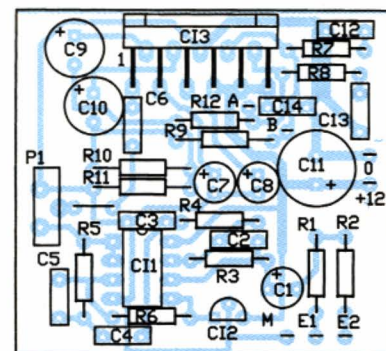 C9
CI3
C12
R7
1
R8
C10
C6
R12
A –
C14
R9
B –
C13
R10
C11
P1
R11
C7
C8
0
R4
+12
C3
R5
C2
R1
R2
C5
CI1
R3
C1
R6
C4
CI2
M
E1
E2